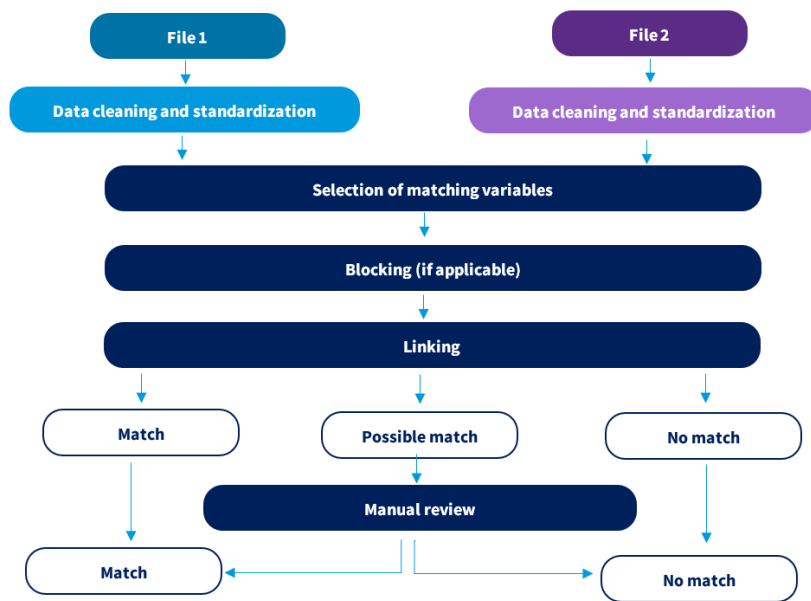 File 1
File 2
Data cleaning and standardization
Data cleaning and standardization
Selection of matching variables
Blocking (if applicable)
Linking
Match
Possible match
No match
Manual review
Match
No match